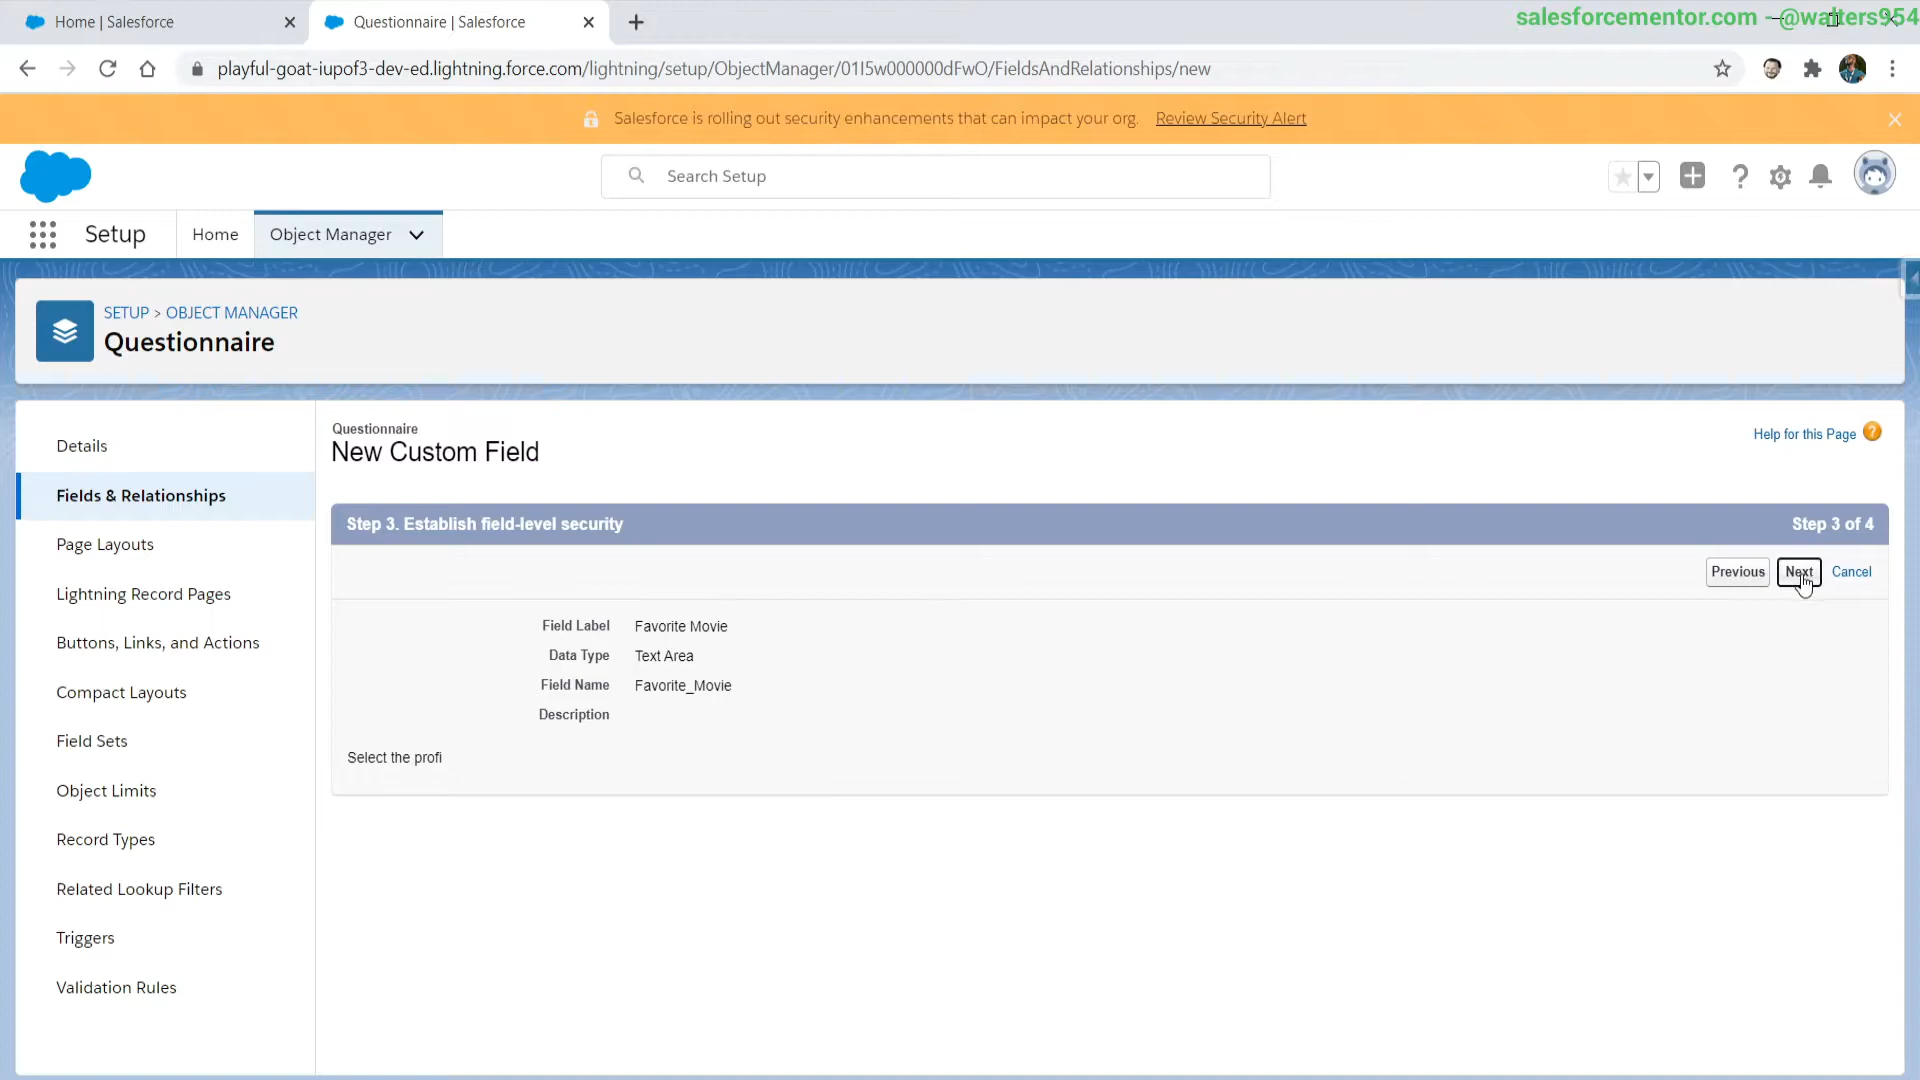 Home | Salesforce
Questionnaire | Salesforce
salesforcementor.com - @walters954
playful-goat-iupof3-dev-ed.lightning.force.com/lightning/setup/ObjectManager/01I5w000000dFwO/FieldsAndRelationships/new
Salesforce is rolling out security enhancements that can impact your org. Review Security Alert
Search Setup
Setup
Home
Object Manager
SETUP > OBJECT MANAGER
Questionnaire
Details
Fields & Relationships
Page Layouts
Lightning Record Pages
Buttons, Links, and Actions
Compact Layouts
Field Sets
Object Limits
Record Types
Related Lookup Filters
Triggers
Validation Rules
Questionnaire
New Custom Field
Help for this Page ?
Step 3. Establish field-level security
Step 3 of 4
Previous Next Cancel
Field Label Favorite Movie
Data Type Text Area
Field Name Favorite_Movie
Description
Select the profi